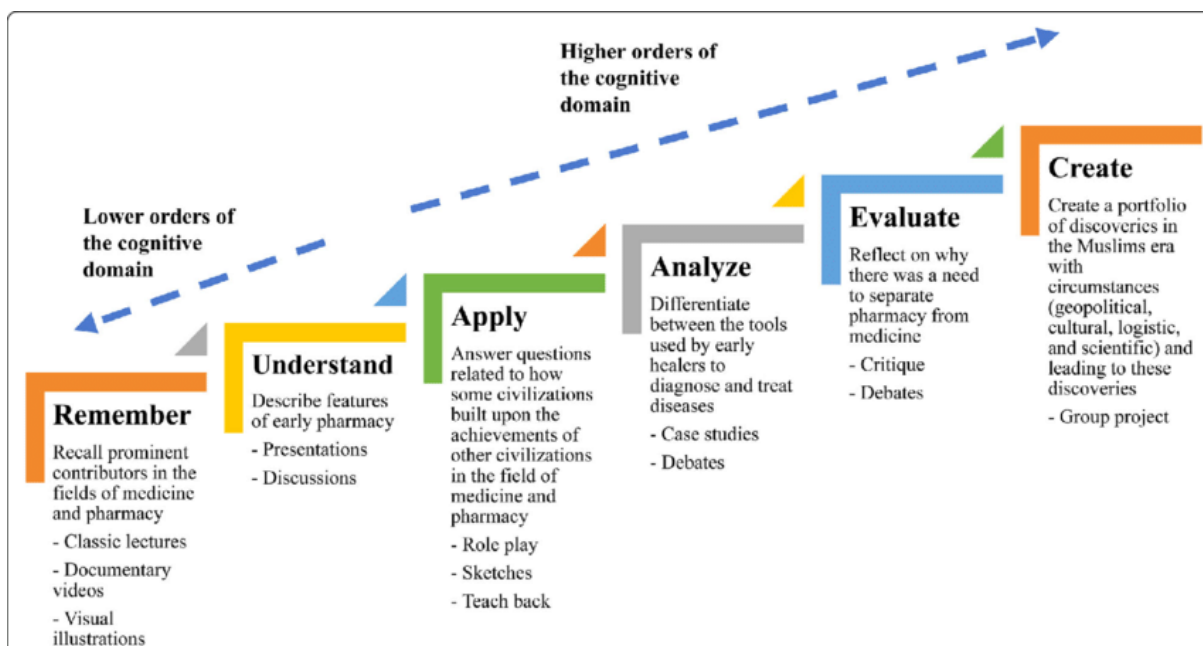 Higher orders of
the cognitive
domain
Lower orders of
the cognitive
domain
Remember
Recall prominent
contributors in the
fields of medicine
and pharmacy
- Classic lectures
- Documentary
videos
- Visual
illustrations
Understand
Describe features
of early pharmacy
- Presentations
- Discussions
Apply
Answer questions
related to how
some civilizations
built upon the
achievements of
other civilizations
in the field of
medicine and
pharmacy
- Role play
- Sketches
- Teach back
Analyze
Differentiate
between the tools
used by early
healers to
diagnose and treat
diseases
- Case studies
- Debates
Evaluate
Reflect on why
there was a need
to separate
pharmacy from
medicine
- Critique
- Debates
Create
Create a portfolio
of discoveries in
the Muslims era
with
circumstances
(geopolitical,
cultural, logistic,
and scientific) and
leading to these
discoveries
- Group project